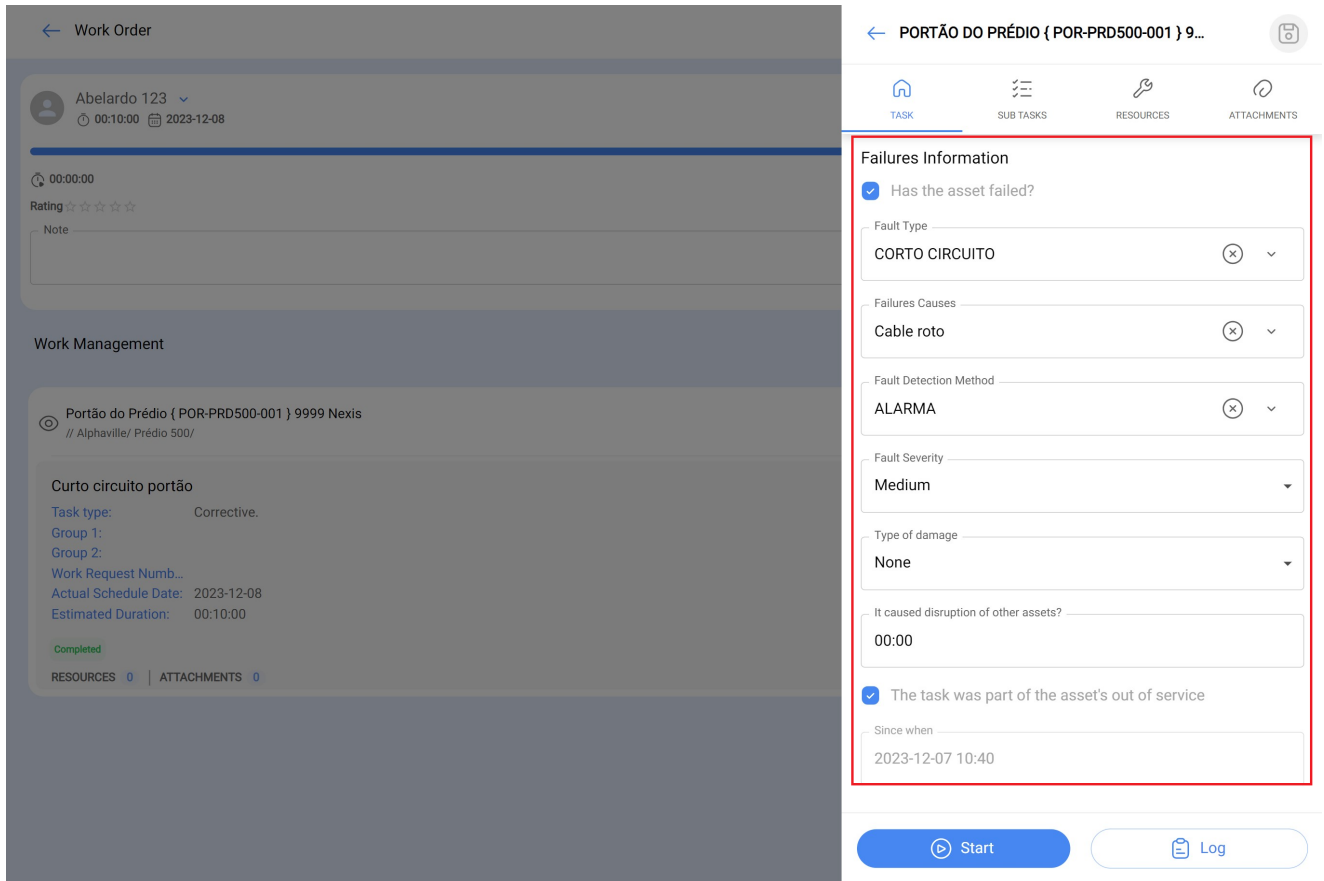 Work Order
Abelardo 123
00:10:00 2023-12-08
00:00:00
Rating
Note
Work Management
Portão do Prédio { POR-PRD500-001 } 9999 Nexis
// Alphaville/ Prédio 500/
Curto circuito portão
Task type: Corrective.
Group 1:
Group 2:
Work Request Numb...
Actual Schedule Date: 2023-12-08
Estimated Duration: 00:10:00
Completed
RESOURCES 0 | ATTACHMENTS 0
PORTÃO DO PRÉDIO { POR-PRD500-001 } 9...
TASK SUB TASKS RESOURCES ATTACHMENTS
Failures Information
Has the asset failed?
Fault Type
CORTO CIRCUITO
Failures Causes
Cable roto
Fault Detection Method
ALARMA
Fault Severity
Medium
Type of damage
None
It caused disruption of other assets?
00:00
The task was part of the asset's out of service
Since when
2023-12-07 10:40
Start Log